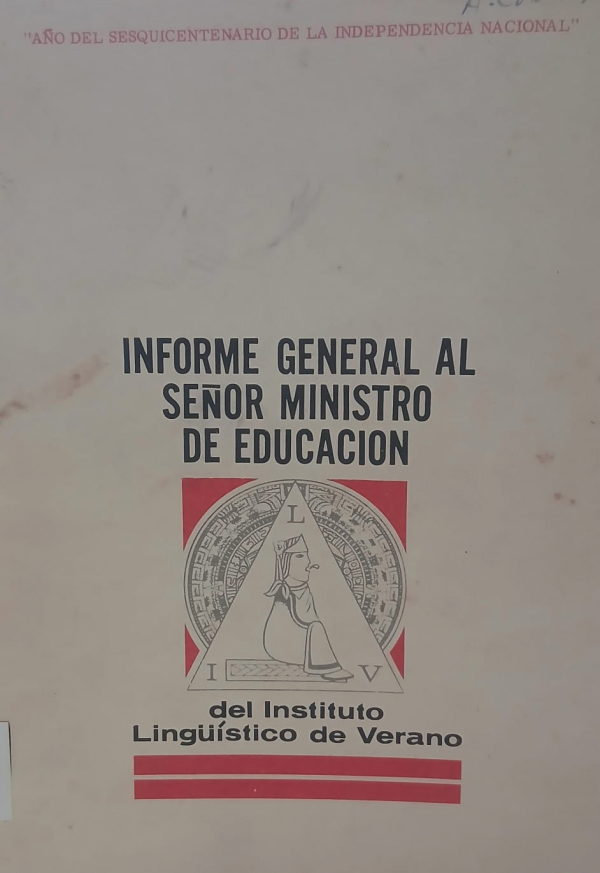 "AÑO DEL SESQUICENTENARIO DE LA INDEPENDENCIA NACIONAL"
INFORME GENERAL AL
SEÑOR MINISTRO
DE EDUCACION
L
I V
del Instituto
Lingüístico de Verano